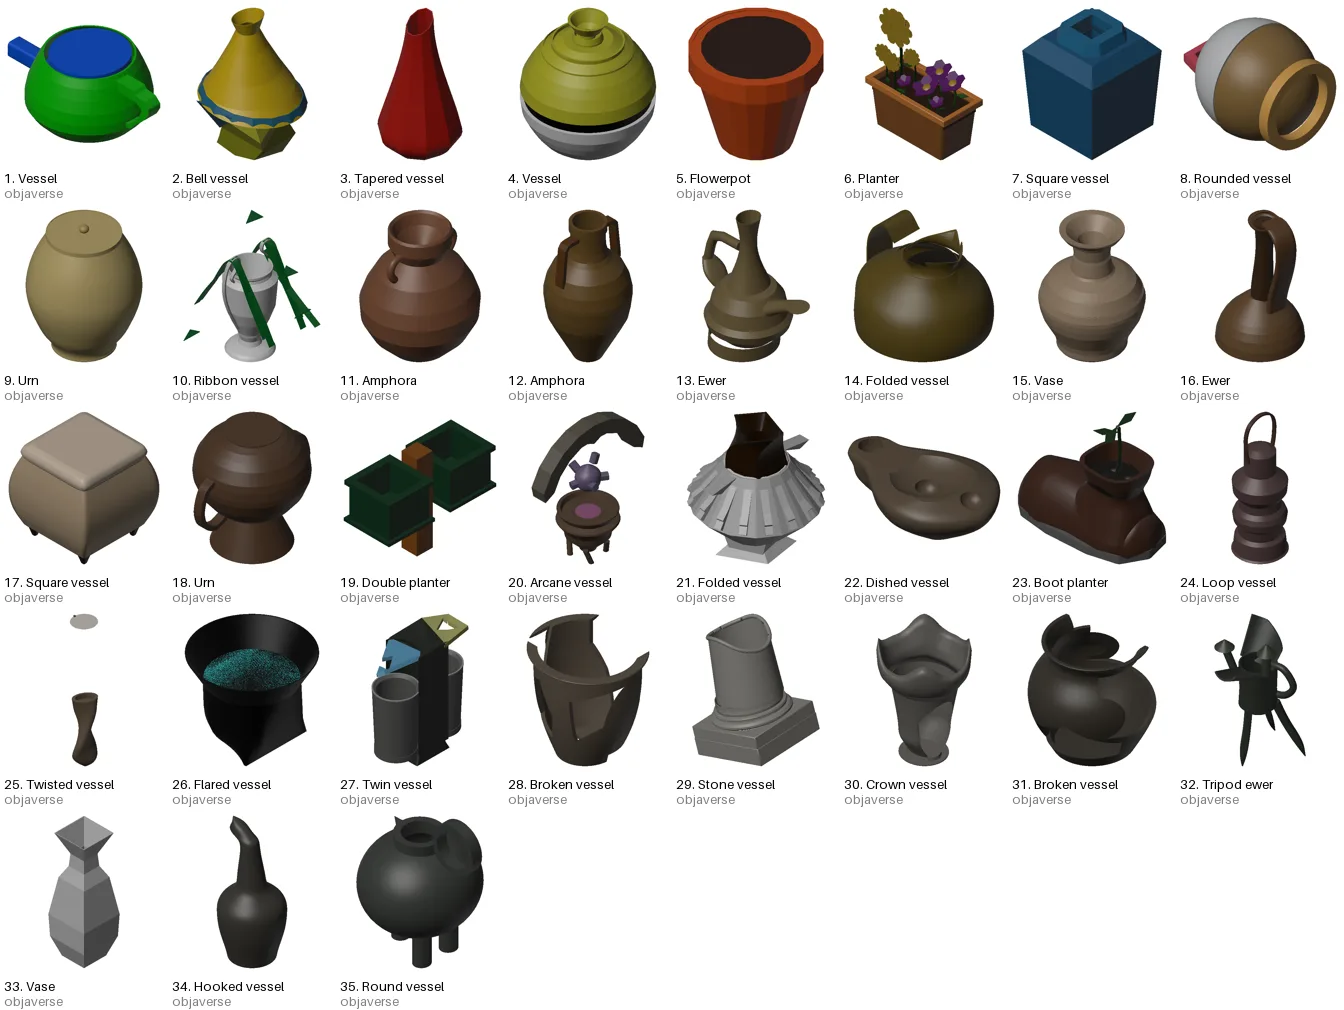 1. Vessel
objaverse
2. Bell vessel
objaverse
3. Tapered vessel
objaverse
4. Vessel
objaverse
5. Flowerpot
objaverse
6. Planter
objaverse
7. Square vessel
objaverse
8. Rounded vessel
objaverse
9. Urn
objaverse
10. Ribbon vessel
objaverse
11. Amphora
objaverse
12. Amphora
objaverse
13. Ewer
objaverse
14. Folded vessel
objaverse
15. Vase
objaverse
16. Ewer
objaverse
17. Square vessel
objaverse
18. Urn
objaverse
19. Double planter
objaverse
20. Arcane vessel
objaverse
21. Folded vessel
objaverse
22. Dished vessel
objaverse
23. Boot planter
objaverse
24. Loop vessel
objaverse
25. Twisted vessel
objaverse
26. Flared vessel
objaverse
27. Twin vessel
objaverse
28. Broken vessel
objaverse
29. Stone vessel
objaverse
30. Crown vessel
objaverse
31. Broken vessel
objaverse
32. Tripod ewer
objaverse
33. Vase
objaverse
34. Hooked vessel
objaverse
35. Round vessel
objaverse